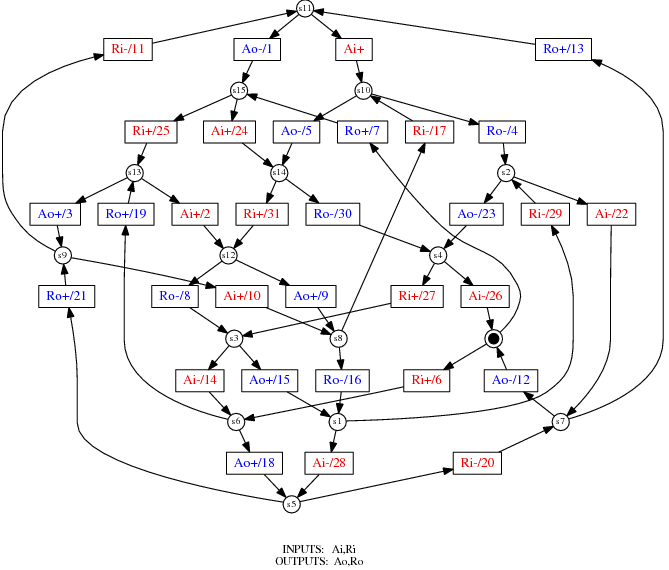 s11
Ri-/11 Ao-/1 Ai+ Ro+/13
s15 s10
Ri+/25 Ai+/24 Ao-/5 Ro+/7 Ri-/17 Ro-/4
s13 s14 s2
Ao+/3 Ro+/19 Ai+/2 Ri+/31 Ro-/30 Ao-/23 Ri-/29 Ai-/22
s9 s12 s4
Ro+/21 Ro-/8 Ai+/10 Ao+/9 Ri+/27 Ai-/26
s3 s8
Ai-/14 Ao+/15 Ro-/16 Ri+/6 Ao-/12
s6 s1 s7
Ao+/18 Ai-/28 Ri-/20
s5
INPUTS: Ai,Ri
OUTPUTS: Ao,Ro